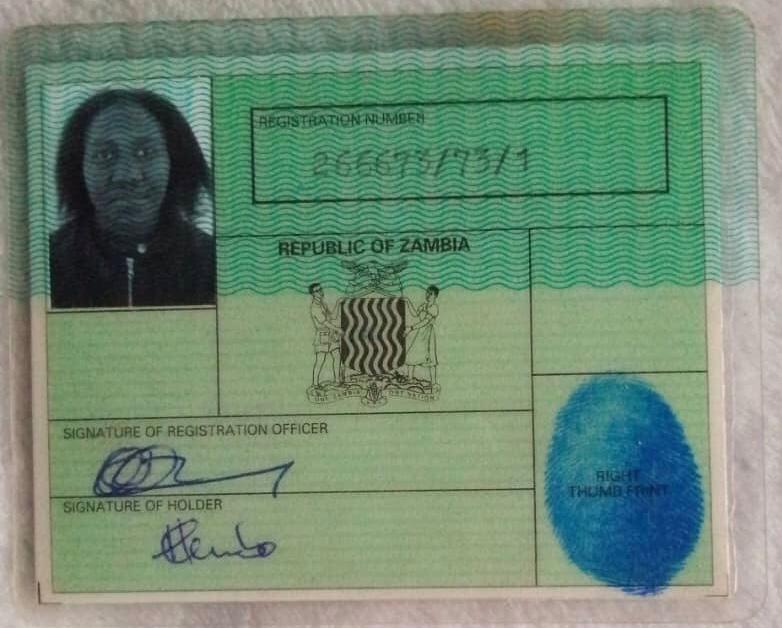 REGISTRATION NUMBER
266673/73/1
REPUBLIC OF ZAMBIA
ONE ZAMBIA ONE NATION
SIGNATURE OF REGISTRATION OFFICER
SIGNATURE OF HOLDER
RIGHT
THUMB PRINT